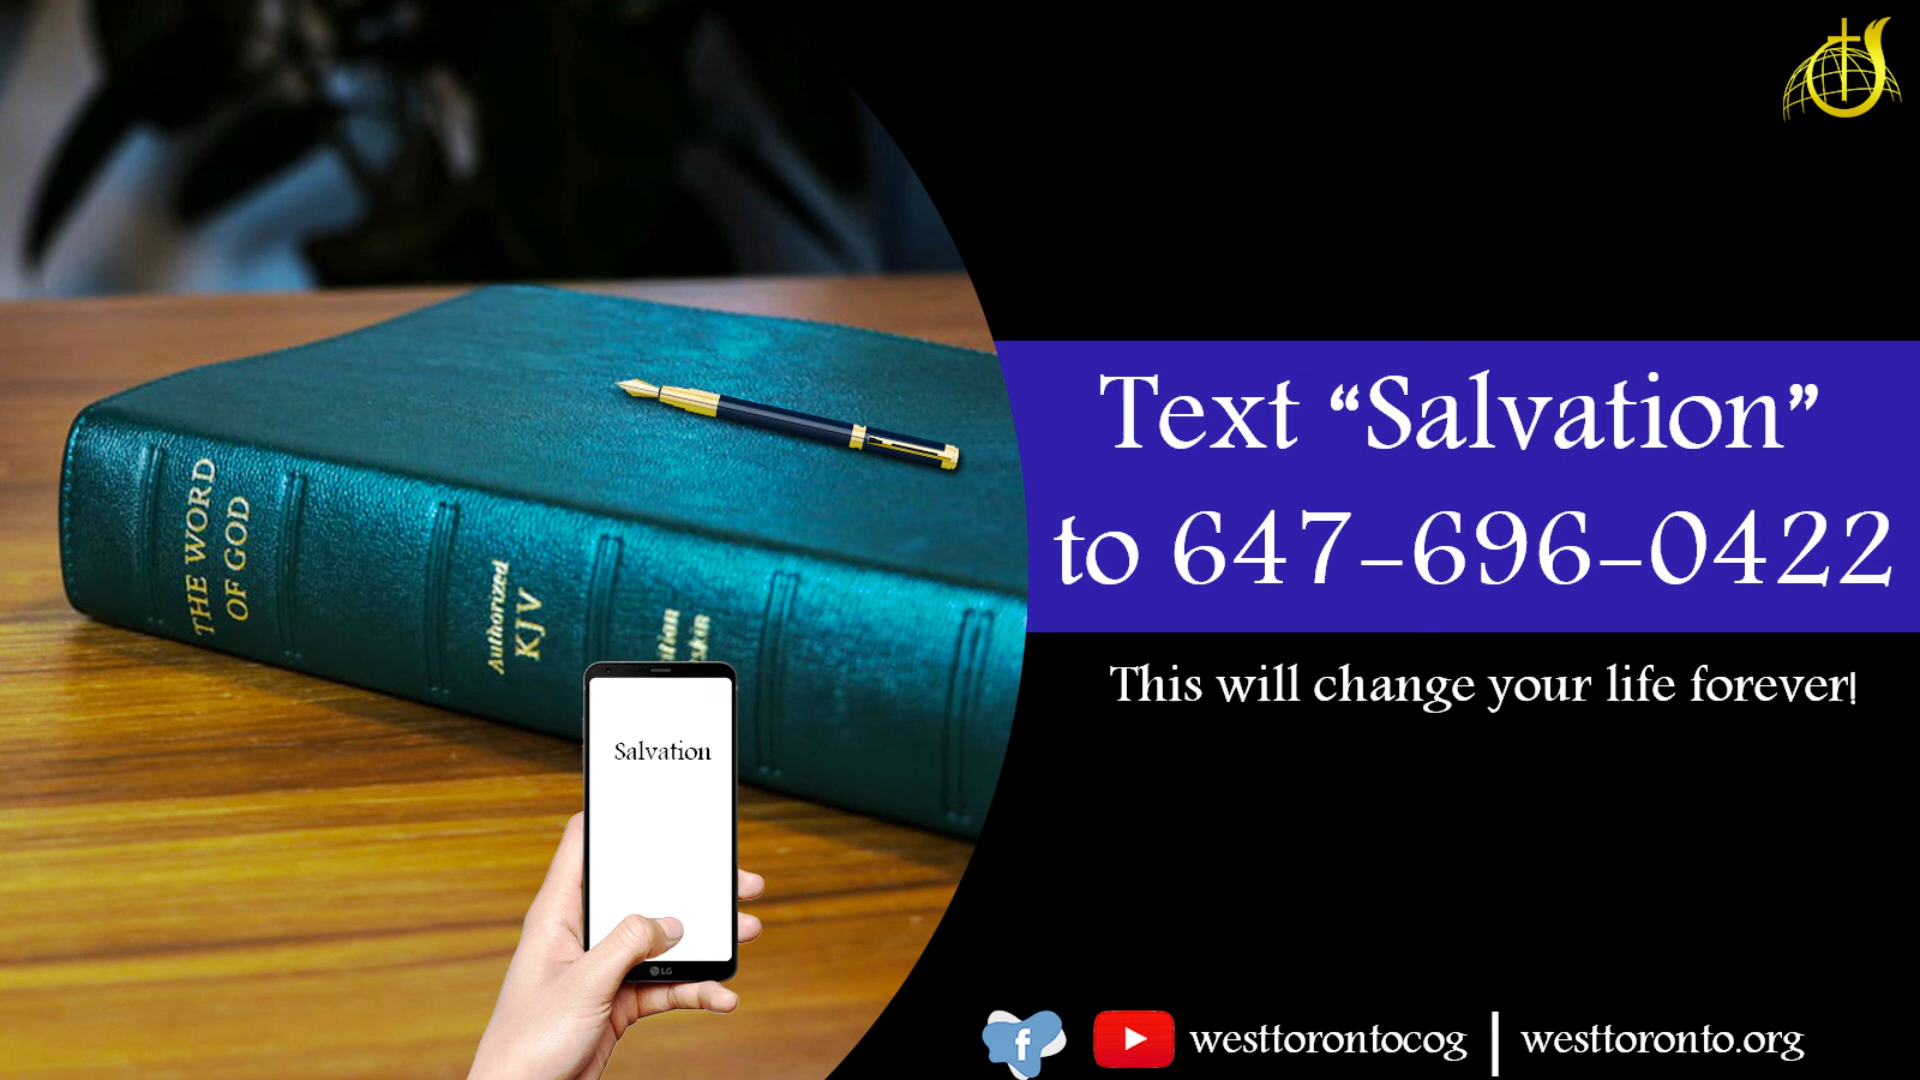 Text “Salvation”
to 647-696-0422
This will change your life forever!
THE WORD
OF GOD
Authorized
KJV
Salvation
LG
westtorontocog | westtoronto.org